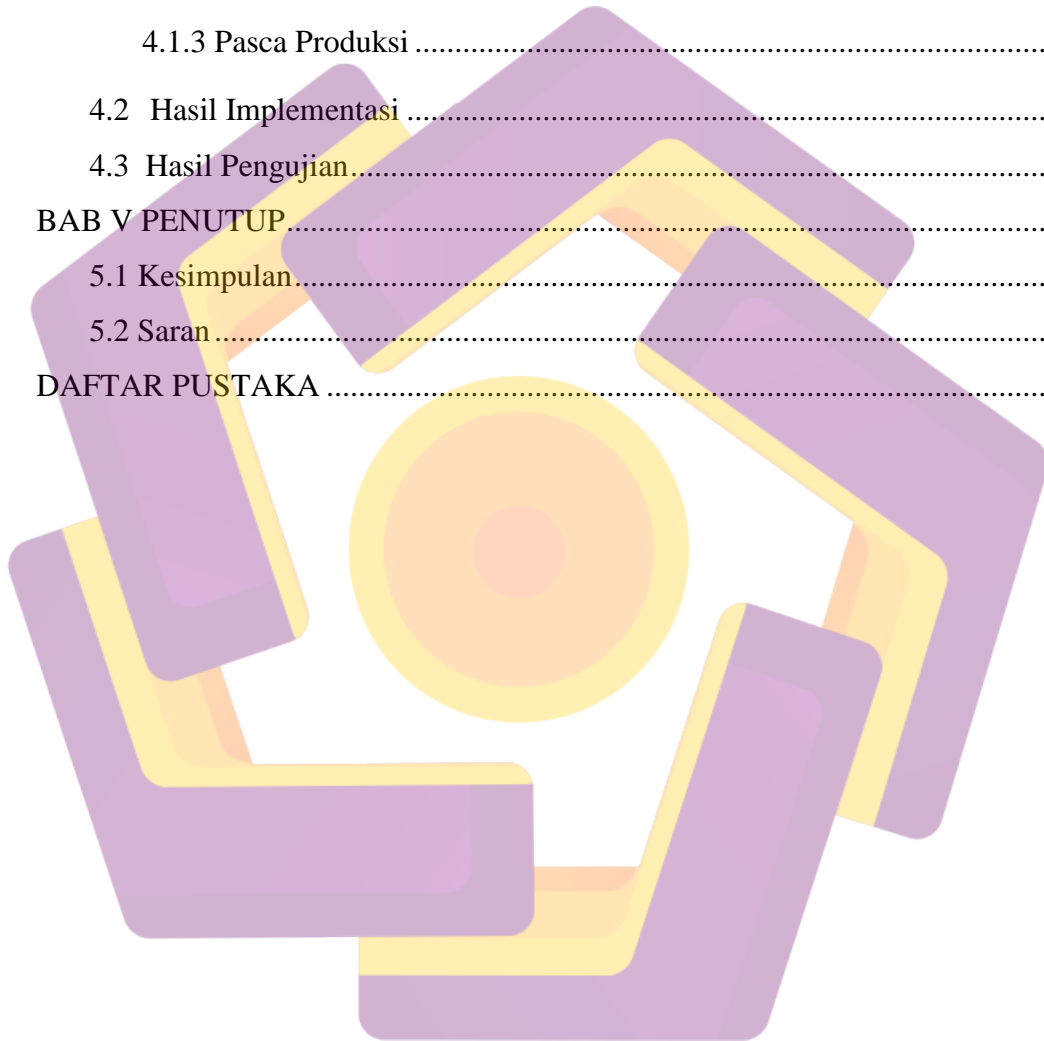 4.1.3 Pasca Produksi ................................................................................
4.2 Hasil Implementasi .................................................................................
4.3 Hasil Pengujian........................................................................................
BAB V PENUTUP................................................................................................
5.1 Kesimpulan...............................................................................................
5.2 Saran .........................................................................................................
DAFTAR PUSTAKA ...........................................................................................